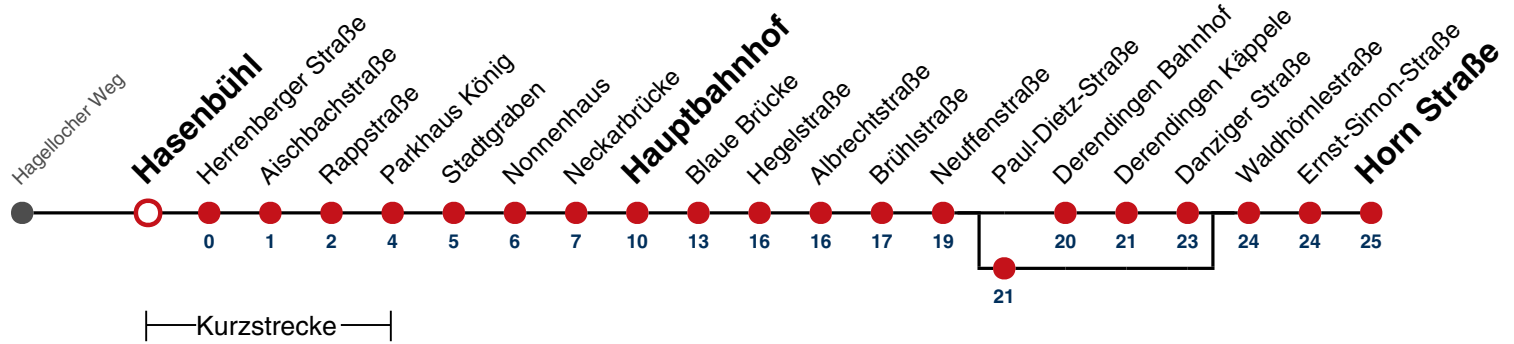 Hagellocher Weg
Hasenbühl
Herrenberger Straße
Aischbachstraße
Rappstraße
Parkhaus König
Stadtgraben
Nonnenhaus
Neckarbrücke
Hauptbahnhof
Blaue Brücke
Hegelstraße
Albrechtstraße
Brühlstraße
Neuffenstraße
Paul-Dietz-Straße
Derendingen Bahnhof
Derendingen Käppele
Danziger Straße
Waldhörnlestraße
Ernst-Simon-Straße
Horn Straße
0 1 2 4 5 6 7 10 13 16 16 17 19 20 21 23 24 24 25
21
Kurzstrecke